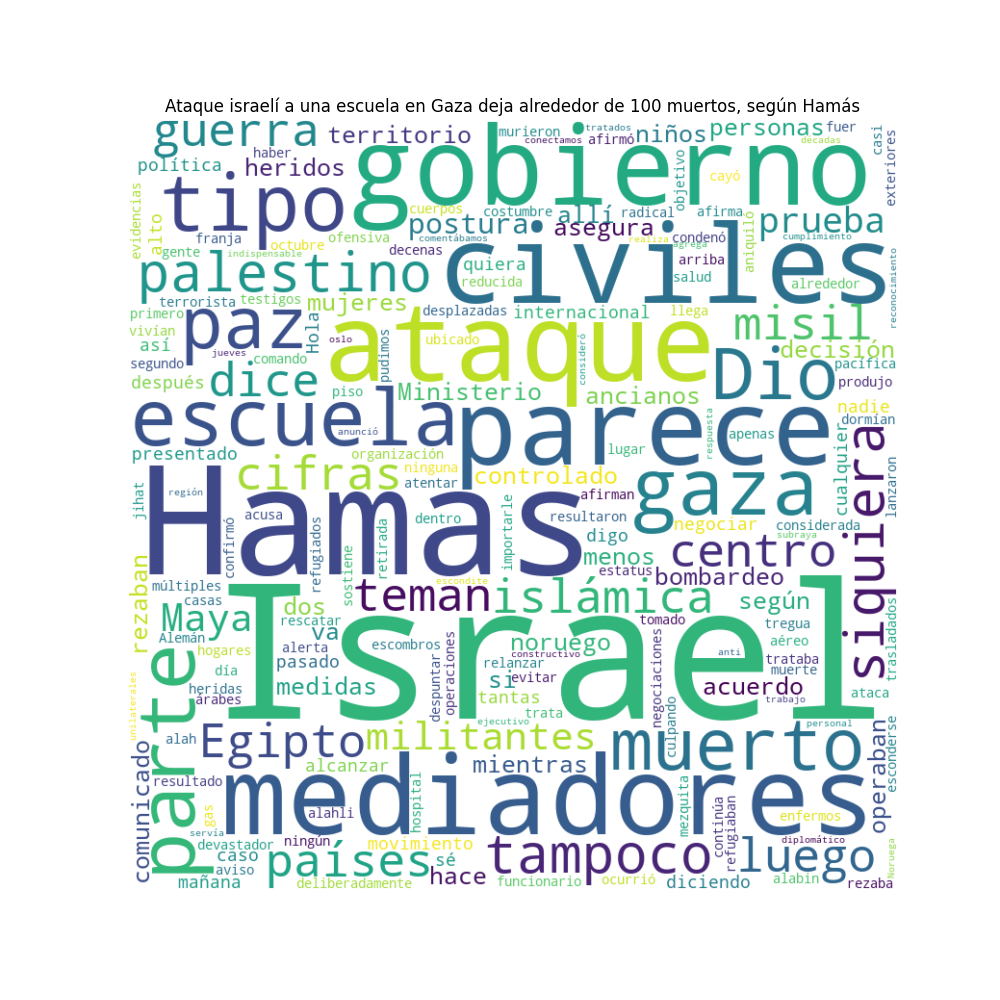 Ataque israelí a una escuela en Gaza deja alrededor de 100 muertos, según Hamás
guerra
territorio
murieron
tratados
conectamos
afirmó
niños
personas
fuer
décadas
casi
exteriores
política
haber
heridos
gobierno
objetivo
cayó
evidencias
alto
tipo
cuerpos
costumbre
allí
radical
afirma
prueba
postura
asegura
condenó
aniquiló
franja
octubre
ofensiva
comentábamos
realiza
agrega
cumplimiento
gente
indispensable
decenas
civiles
arriba
reconocimiento
palestino
quiera
reducida
salud
alrededor
terrorista
testigos
mujeres
desplazadas
internacional
llega
primero
paz
Hola
ataque
misil
vivían
así
jueves
oslo
ubicado
pudimos
consideró
decisión
segundo
comando
pacífica
después
dice
piso
Ministerio
ancianos
Dio
produjo
escuela
parece
respuesta
nadie
dormían
anunció
apenas
cualquier
siquiera
lanzaron
presentado
organización
lugar
cifras
ninguna
atentar
controlado
gaza
jihat
región
Hamas
afirman
acusa
confirmó
refugiados
retirada
dentro
importarle
resultaron
negociar
considerada
subraya
digo
centro
rezaban
sostiene
menos
estatus
bombardeo
múltiples
casas
escondite
teman
islámica
según
rescatar
dos
Israel
Maya
tomado
tregua
trasladados
Alemán
va
alerta
escombros
noruego
constructivo
aéreo
hogares
pasado
despuntar
operaciones
relanzar
evitar
negociaciones
anti
trataba
día
si
muerte
heridas
medidas
tantas
acuerdo
trabajo
ataca
árabes
unilaterales
parte
trata
ejecutivo
culpando
personal
alah
Egipto
militantes
muerto
operaban
esconderse
comunicado
alcanzar
mientras
resultado
mediadores
hospital
mezquita
gas
alahli
enfermos
servía
continúa
refugiaban
devastador
ningún
movimiento
diplomático
caso
países
sé
tampoco
luego
Noruega
aviso
mañana
deliberadamente
hace
funcionario
ocurrió
diciendo
alabin
rezaba